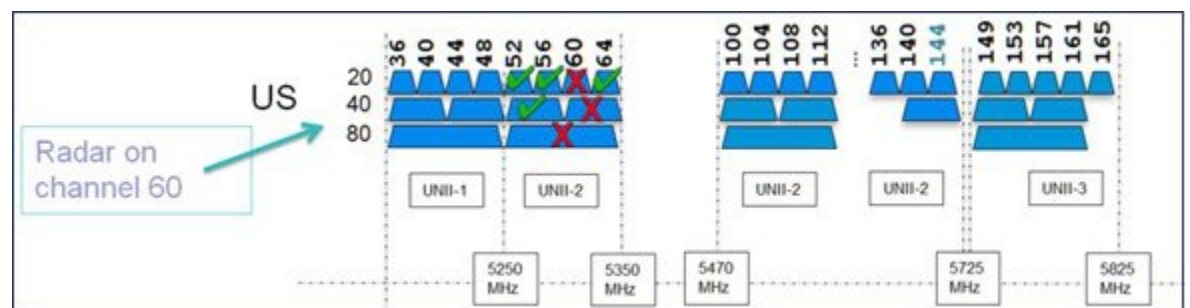 36 40 44 48 52 56 60 64 100 104 108 112 ... 136 140 144 149 153 157 161 165
20
US
40
80
Radar on
channel 60
UNII-1 UNII-2 UNII-2 UNII-2 UNII-3
5250
MHz
5350
MHz
5470
MHz
5725
MHz
5825
MHz